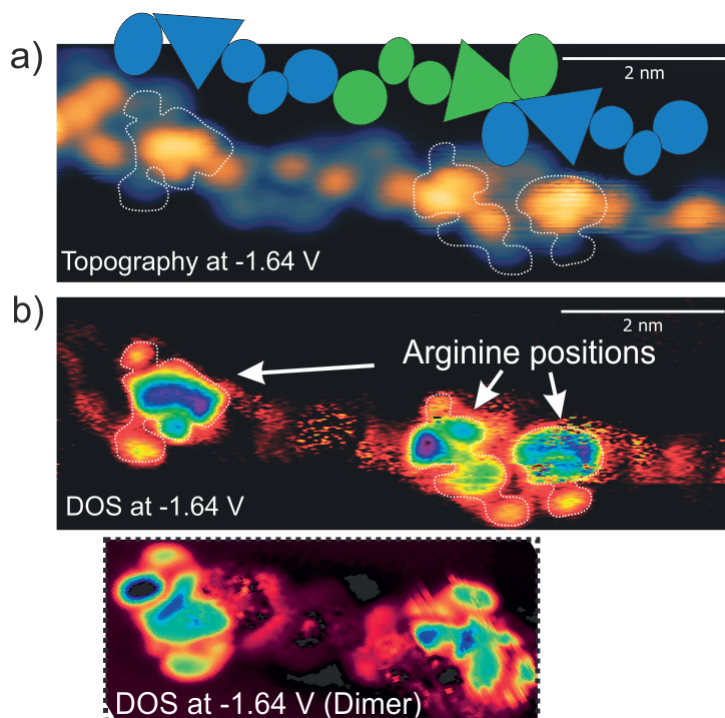 a)
2 nm
Topography at -1.64 V
b)
2 nm
Arginine positions
DOS at -1.64 V
DOS at -1.64 V (Dimer)